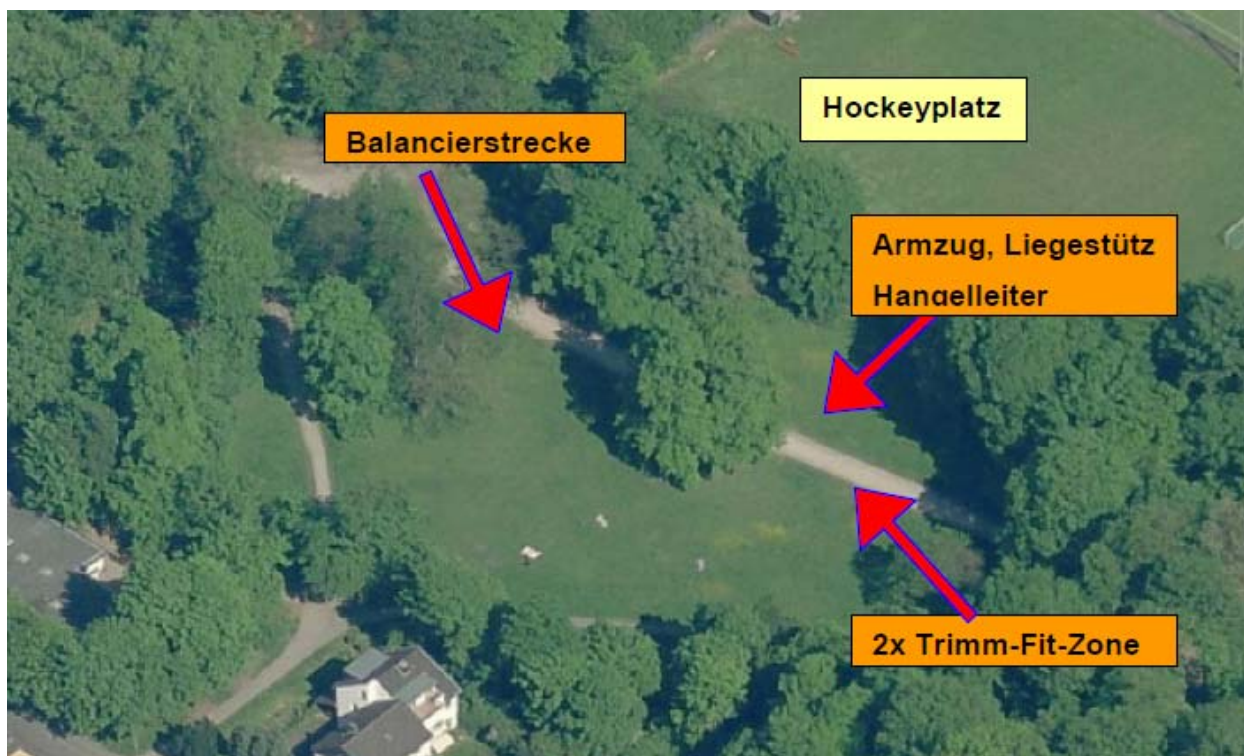 Hockeyplatz
Balancierstrecke
Armzug, Liegestütz
Hangelleiter
2x Trimm-Fit-Zone